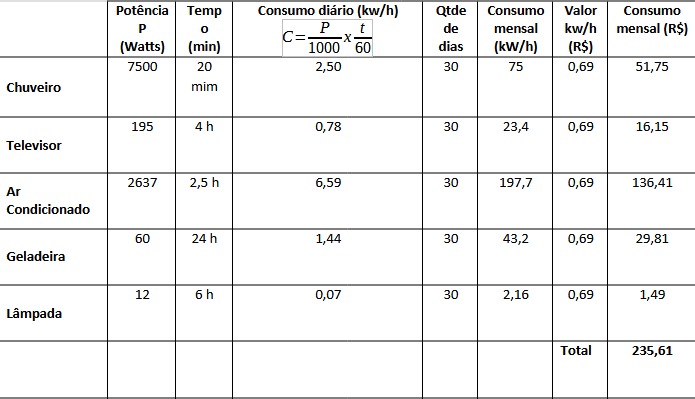 Potência P (Watts) | Temp o (min) | Consumo diário (kw/h) C = P/1000 x t/60 | Qtde de dias | Consumo mensal (kW/h) | Valor kw/h (R$) | Consumo mensal (R$)
Chuveiro | 7500 | 20 mim | 2,50 | 30 | 75 | 0,69 | 51,75
Televisor | 195 | 4 h | 0,78 | 30 | 23,4 | 0,69 | 16,15
Ar Condicionado | 2637 | 2,5 h | 6,59 | 30 | 197,7 | 0,69 | 136,41
Geladeira | 60 | 24 h | 1,44 | 30 | 43,2 | 0,69 | 29,81
Lâmpada | 12 | 6 h | 0,07 | 30 | 2,16 | 0,69 | 1,49
Total | 235,61